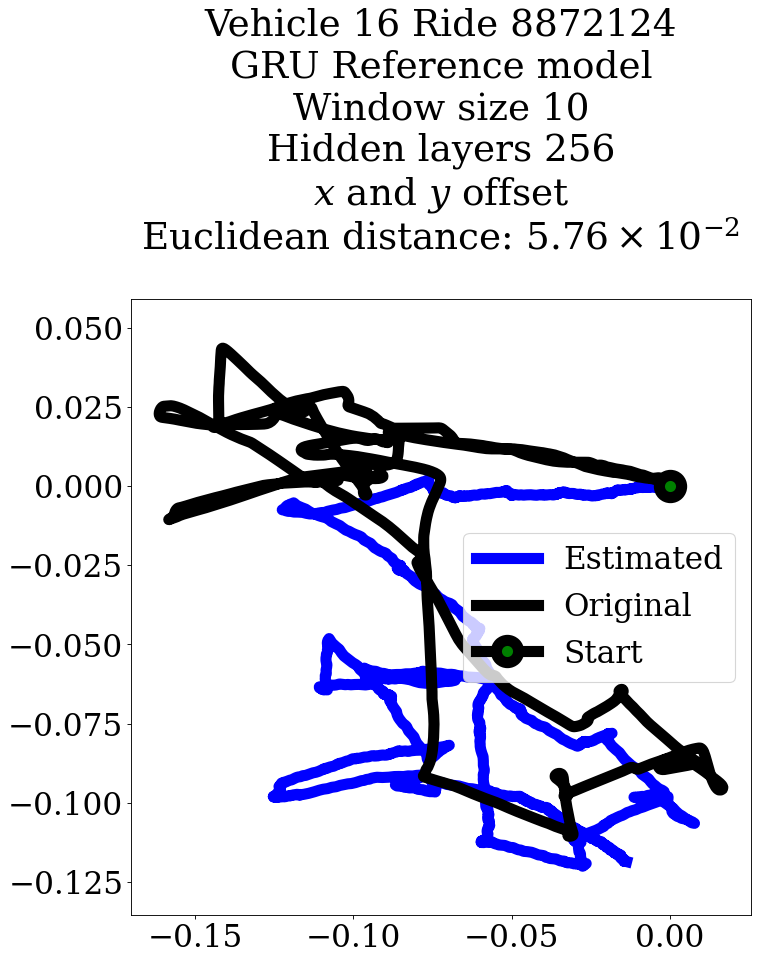 Vehicle 16 Ride 8872124
GRU Reference model
Window size 10
Hidden layers 256
x and y offset
Euclidean distance: 5.76 × 10⁻²
0.050
0.025
0.000
−0.025
−0.050
−0.075
−0.100
−0.125
Estimated
Original
Start
−0.15 −0.10 −0.05 0.00